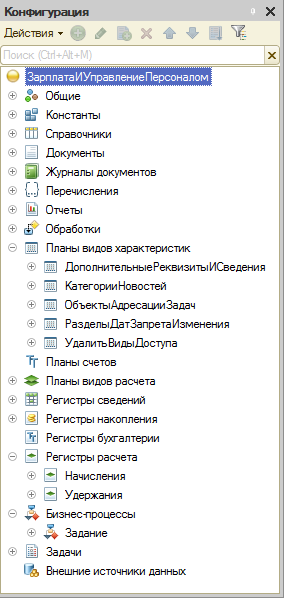 Конфигурация
Действия
Поиск (Ctrl+Alt+M)
ЗарплатаИУправлениеПерсоналом
Общие
Константы
Справочники
Документы
Журналы документов
Перечисления
Отчеты
Обработки
Планы видов характеристик
ДополнительныеРеквизитыИСведения
КатегорииНовостей
ОбъектыАдресацииЗадач
РазделыДатЗапретаИзменения
УдалитьВидыДоступа
Планы счетов
Планы видов расчета
Регистры сведений
Регистры накопления
Регистры бухгалтерии
Регистры расчета
Начисления
Удержания
Бизнес-процессы
Задание
Задачи
Внешние источники данных